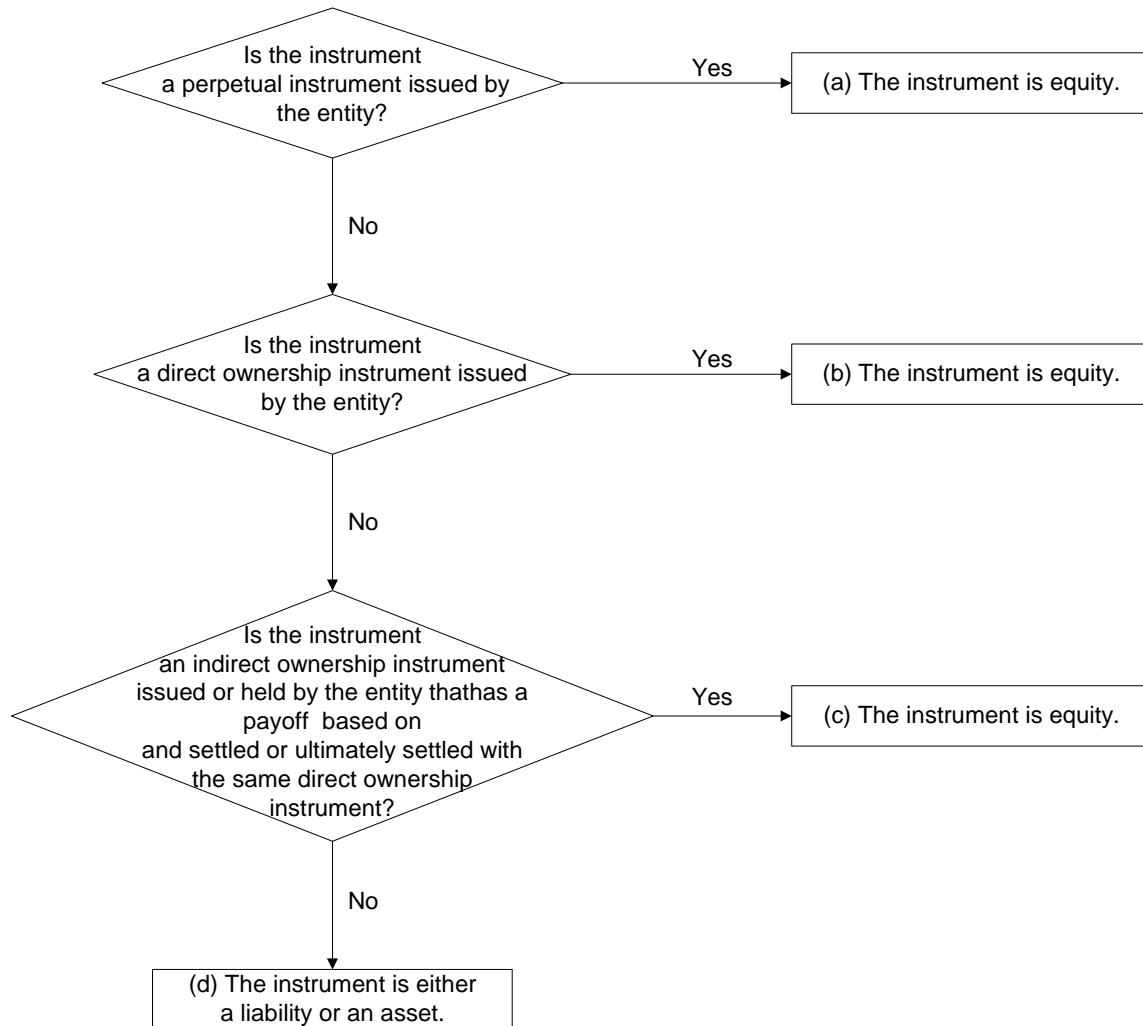 Is the instrument
a perpetual instrument issued by
the entity?
Yes
(a) The instrument is equity.
No
Is the instrument
a direct ownership instrument issued
by the entity?
Yes
(b) The instrument is equity.
No
Is the instrument
an indirect ownership instrument
issued or held by the entity thathas a
payoff  based on
and settled or ultimately settled with
the same direct ownership
instrument?
Yes
(c) The instrument is equity.
No
(d) The instrument is either
a liability or an asset.